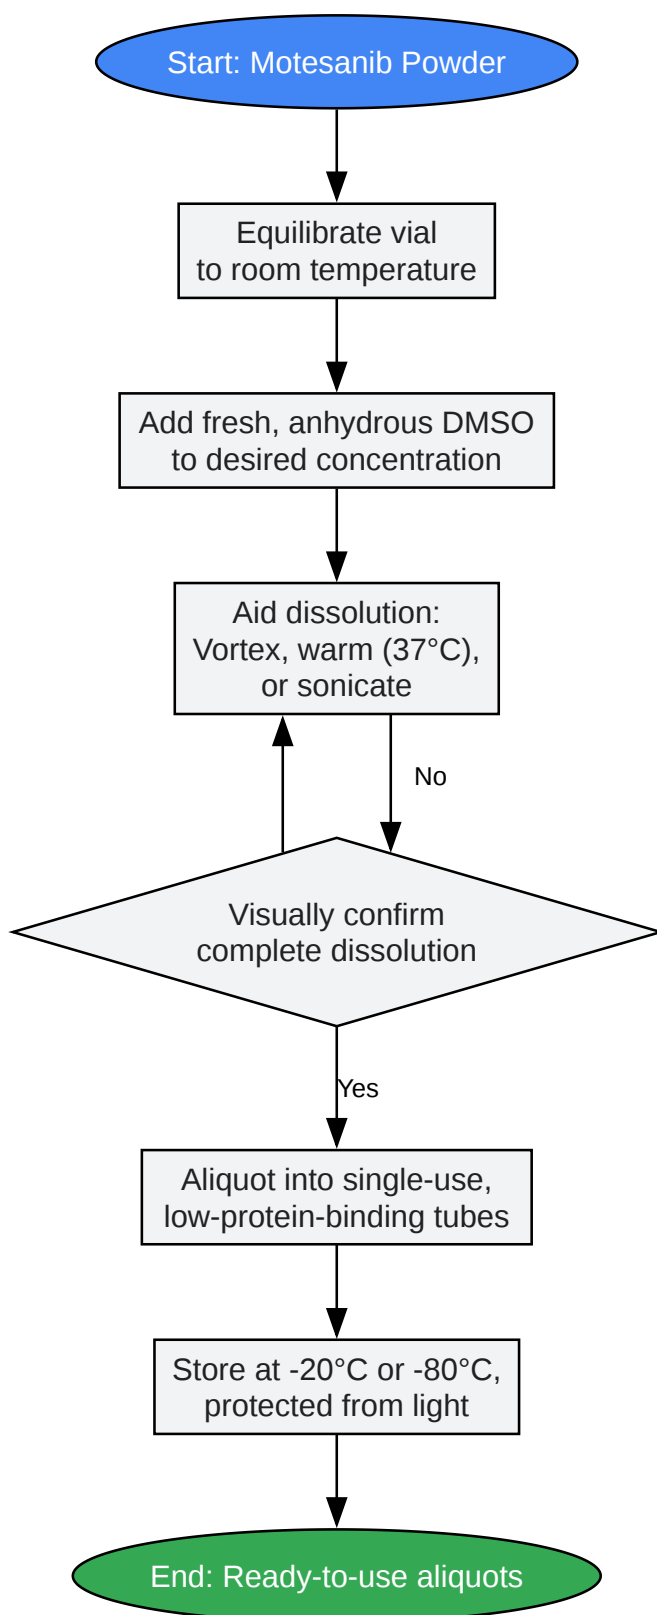 Start: Motesanib Powder
Equilibrate vial
to room temperature
Add fresh, anhydrous DMSO
to desired concentration
Aid dissolution:
Vortex, warm (37°C),
or sonicate
No
Visually confirm
complete dissolution
Yes
Aliquot into single-use,
low-protein-binding tubes
Store at -20°C or -80°C,
protected from light
End: Ready-to-use aliquots